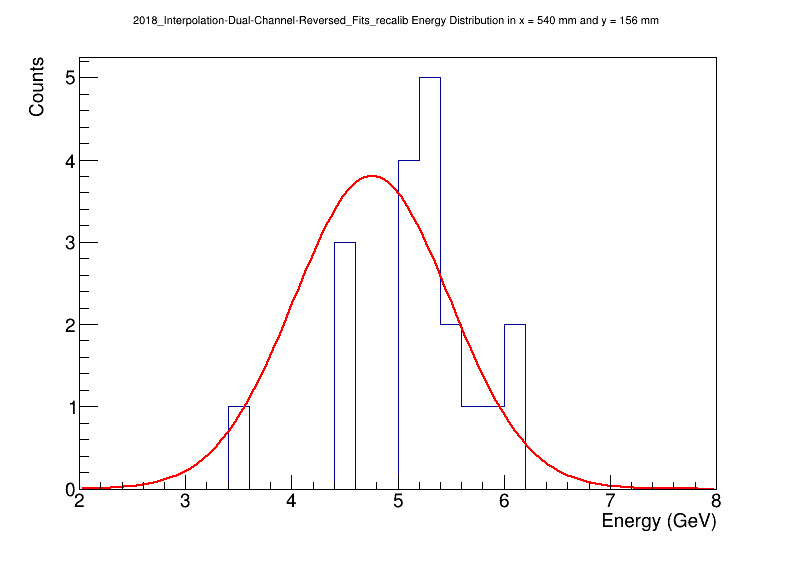 2018_Interpolation-Dual-Channel-Reversed_Fits_recalib Energy Distribution in x = 540 mm and y = 156 mm
Counts
5
4
3
2
1
0
2 3 4 5 6 7 8
Energy (GeV)